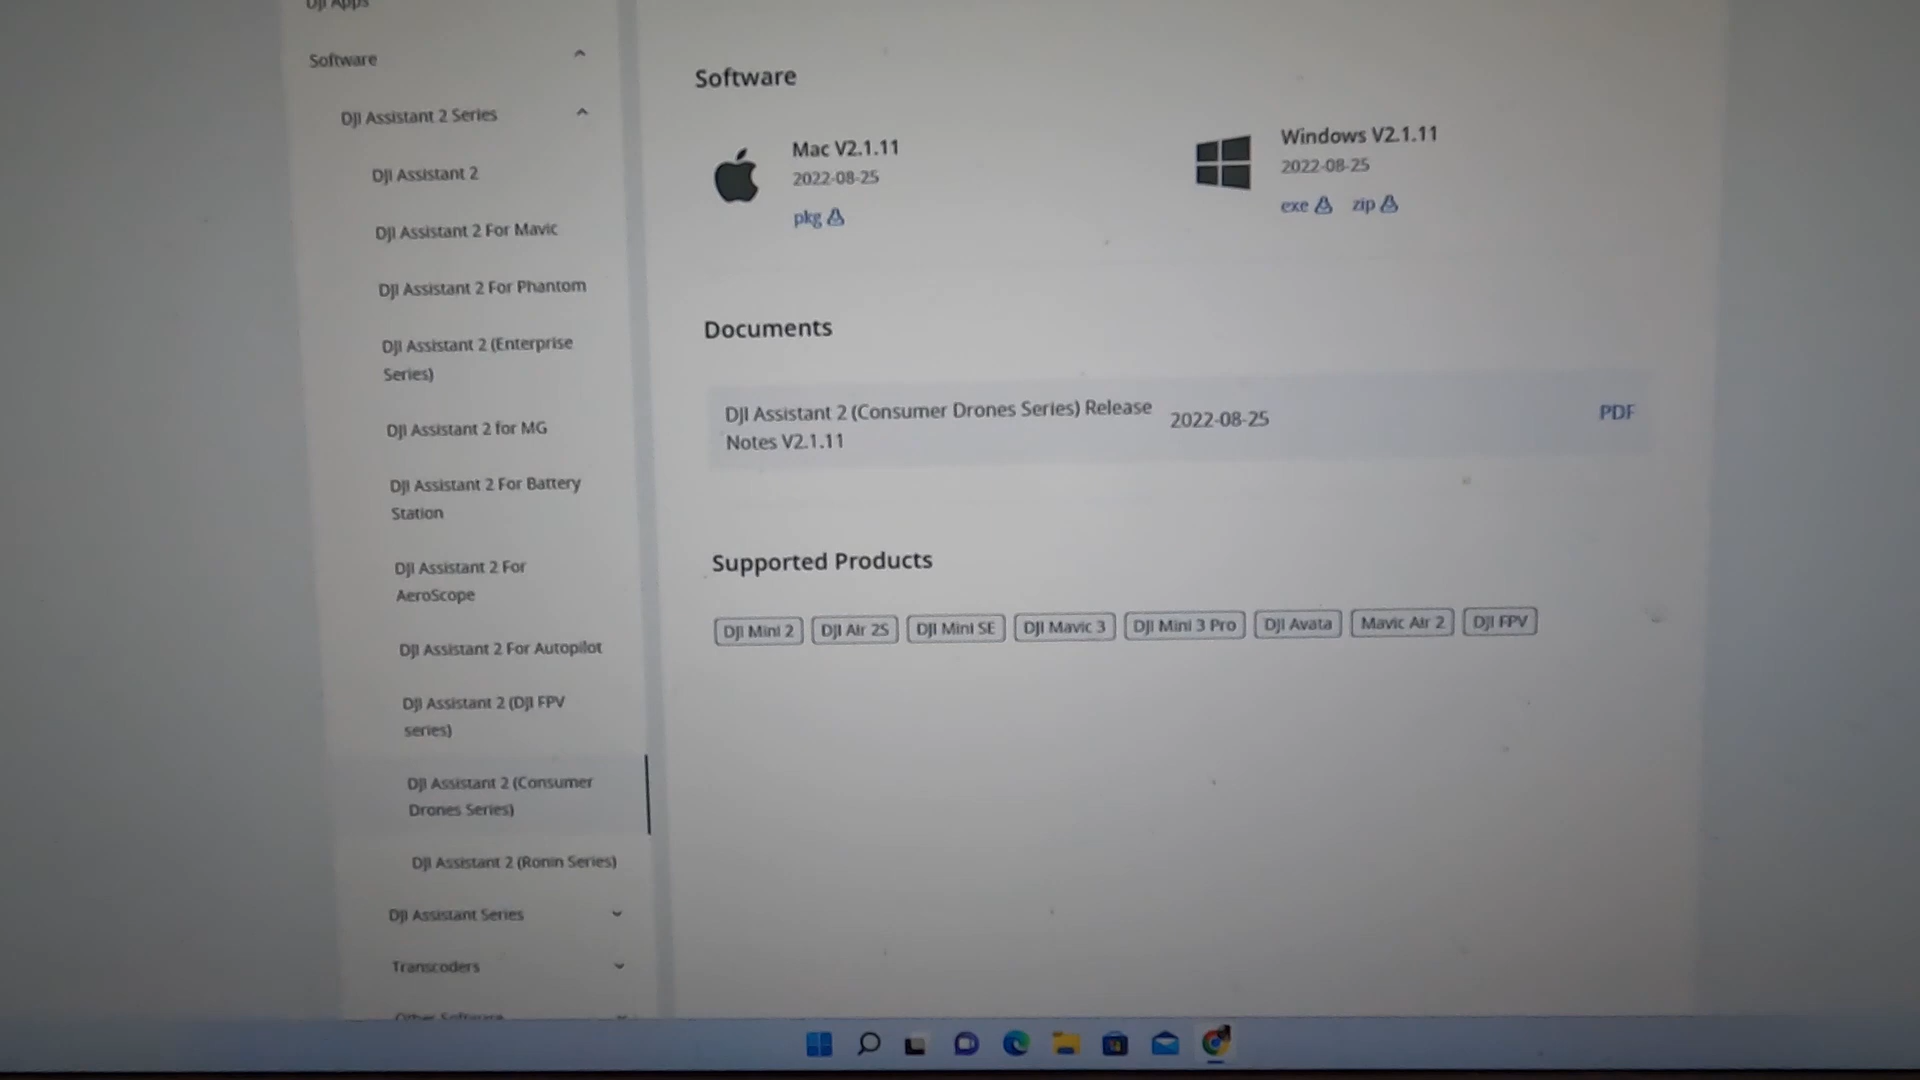 DJI Apps
Software
DJI Assistant 2 Series
DJI Assistant 2
DJI Assistant 2 For Mavic
DJI Assistant 2 For Phantom
DJI Assistant 2 (Enterprise
Series)
DJI Assistant 2 for MG
DJI Assistant 2 For Battery
Station
DJI Assistant 2 For
AeroScope
DJI Assistant 2 For Autopilot
DJI Assistant 2 (DJI FPV
series)
DJI Assistant 2 (Consumer
Drones Series)
DJI Assistant 2 (Ronin Series)
DJI Assistant Series
Transcoders
Other Software
Software
Mac V2.1.11
2022-08-25
pkg
Windows V2.1.11
2022-08-25
exe zip
Documents
DJI Assistant 2 (Consumer Drones Series) Release
Notes V2.1.11
2022-08-25
PDF
Supported Products
DJI Mini 2 DJI Air 2S DJI Mini SE DJI Mavic 3 DJI Mini 3 Pro DJI Avata Mavic Air 2 DJI FPV